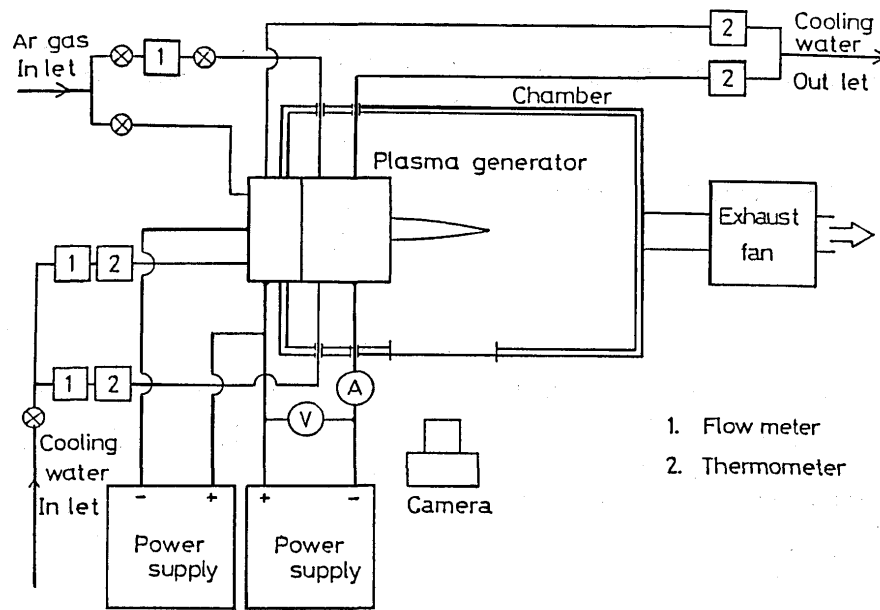 Ar gas
In let
1
2
Cooling
water
Out let
2
Chamber
Plasma generator
Exhaust
fan
1 2
1 2
A
V
Cooling
water
In let
- +
+ -
Power
supply
Power
supply
Camera
1. Flow meter
2. Thermometer